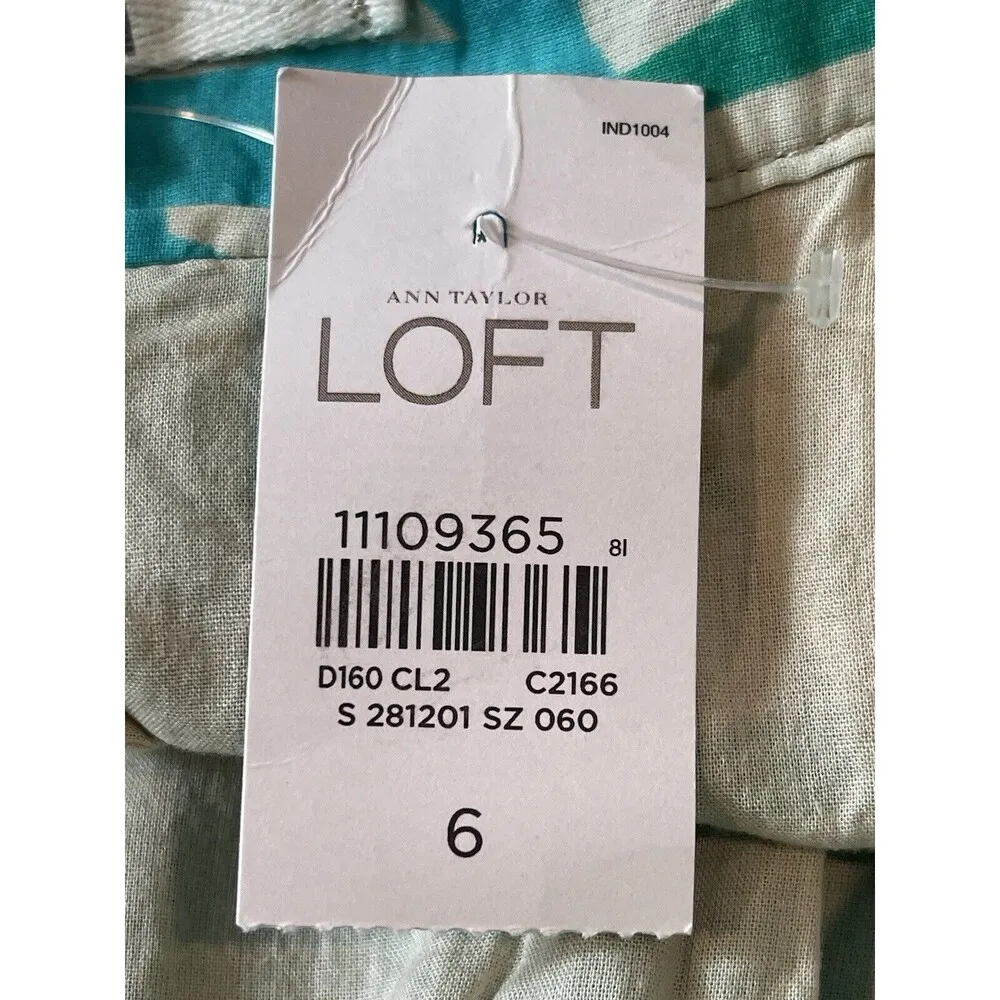 IND1004
ANN TAYLOR
LOFT
11109365 8I
D160 CL2 C2166
S 281201 SZ 060
6